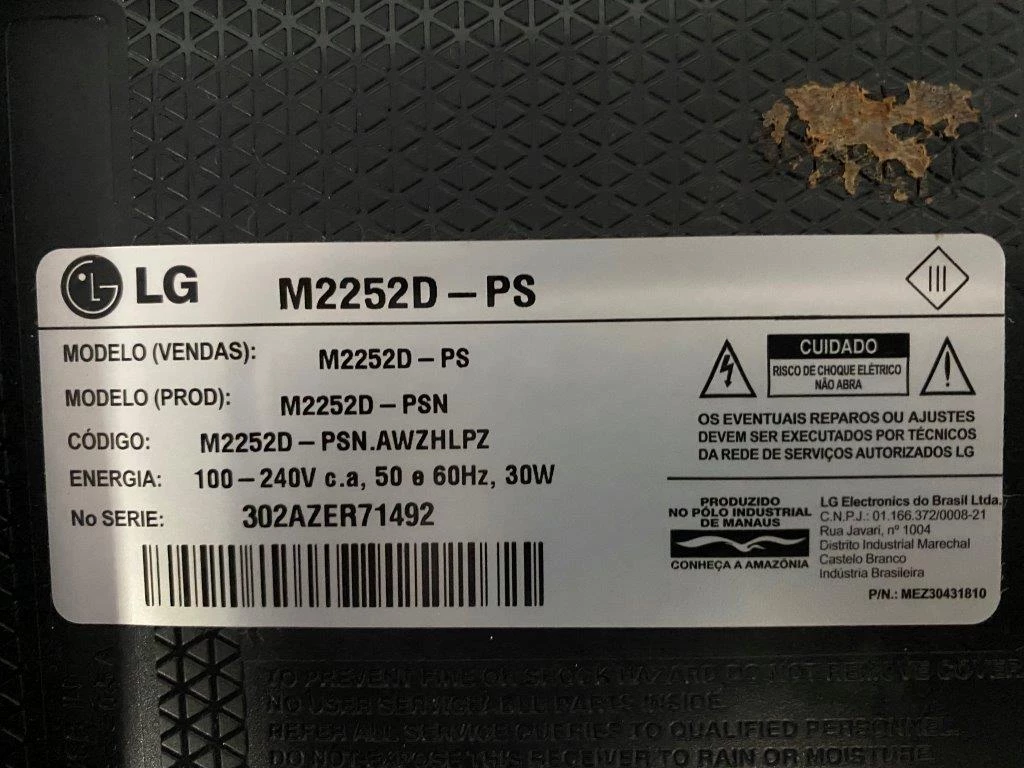 LG M2252D – PS
MODELO (VENDAS): M2252D – PS
MODELO (PROD): M2252D – PSN
CÓDIGO: M2252D – PSN.AWZHLPZ
ENERGIA: 100 – 240V c.a, 50 e 60Hz, 30W
No SERIE: 302AZER71492
CUIDADO
RISCO DE CHOQUE ELÉTRICO
NÃO ABRA
OS EVENTUAIS REPAROS OU AJUSTES
DEVEM SER EXECUTADOS POR TÉCNICOS
DA REDE DE SERVIÇOS AUTORIZADOS LG
PRODUZIDO
NO PÓLO INDUSTRIAL
DE MANAUS
CONHEÇA A AMAZÔNIA
LG Electronics do Brasil Ltda.
C.N.P.J.: 01.166.372/0008-21
Rua Javari, nº 1004
Distrito Industrial Marechal
Castelo Branco
Indústria Brasileira
P/N.: MEZ30431810
TO PREVENT FIRE OR SHOCK HAZARD DO NOT REMOVE COVER
NO USER SERVICEABLE PARTS INSIDE
REFER ALL SERVICE QUERIES TO QUALIFIED PERSONNEL
DO NOT EXPOSE THIS RECEIVER TO RAIN OR MOISTURE